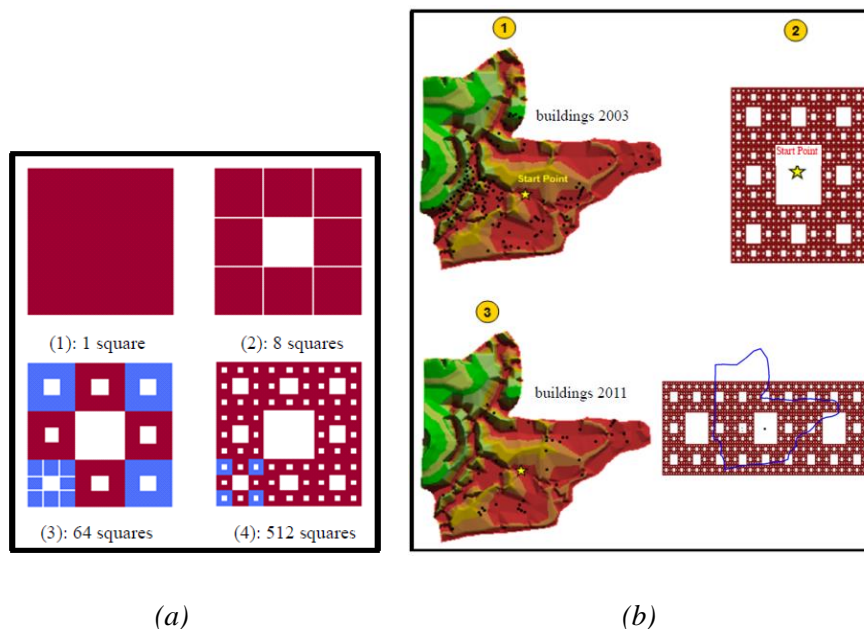 (1): 1 square
(2): 8 squares
(3): 64 squares
(4): 512 squares
(a)
1
2
buildings 2003
Start Point
Start Point
3
buildings 2011
(b)